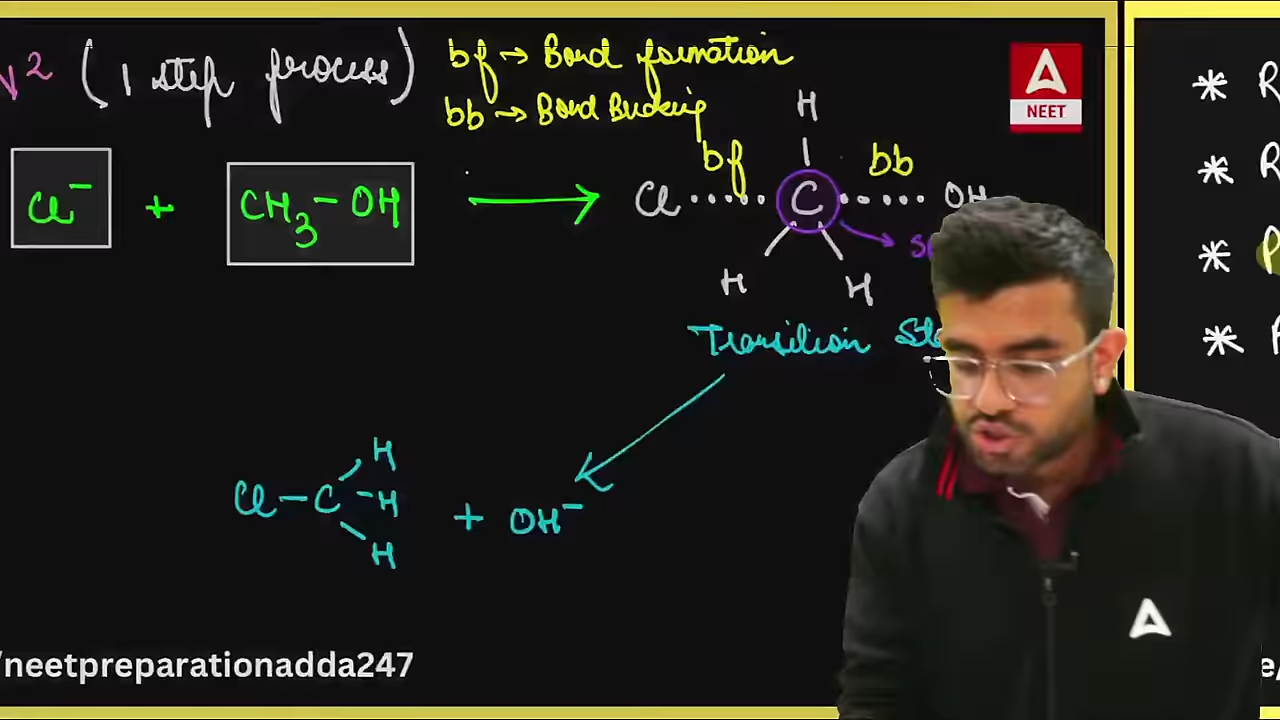 N² (1 step process)
bf → Bond formation
bb → Bond Breaking
NEET
H
bf bb
Cl⁻ + CH₃ – OH → Cl ..... C ...... OH
H H
Transition
H
Cl – C – H + OH⁻
H
* R
* R
*
*
/neetpreparationadda247